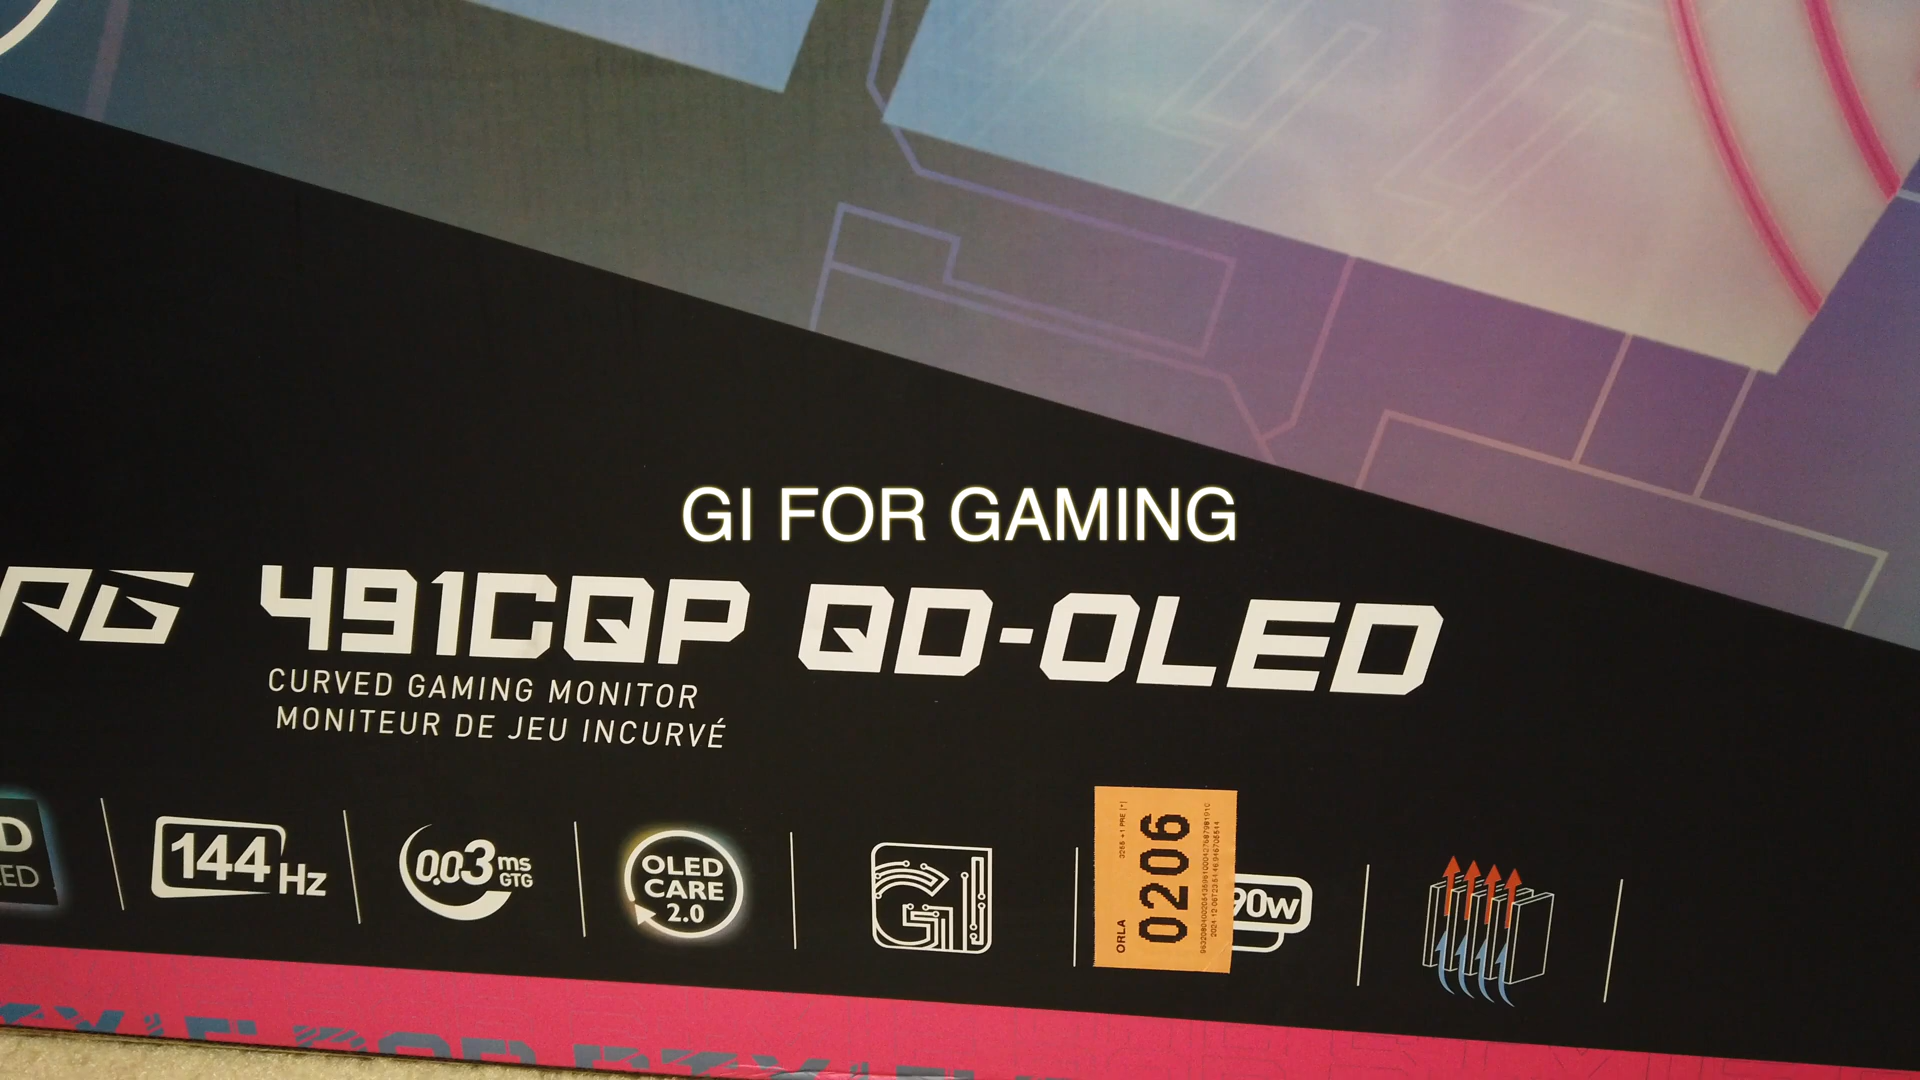 GI FOR GAMING
PG 491CQP QD-OLED
CURVED GAMING MONITOR
MONITEUR DE JEU INCURVÉ
144 Hz
0.03 ms GTG
OLED CARE 2.0
GI
ORLA
0206
90W